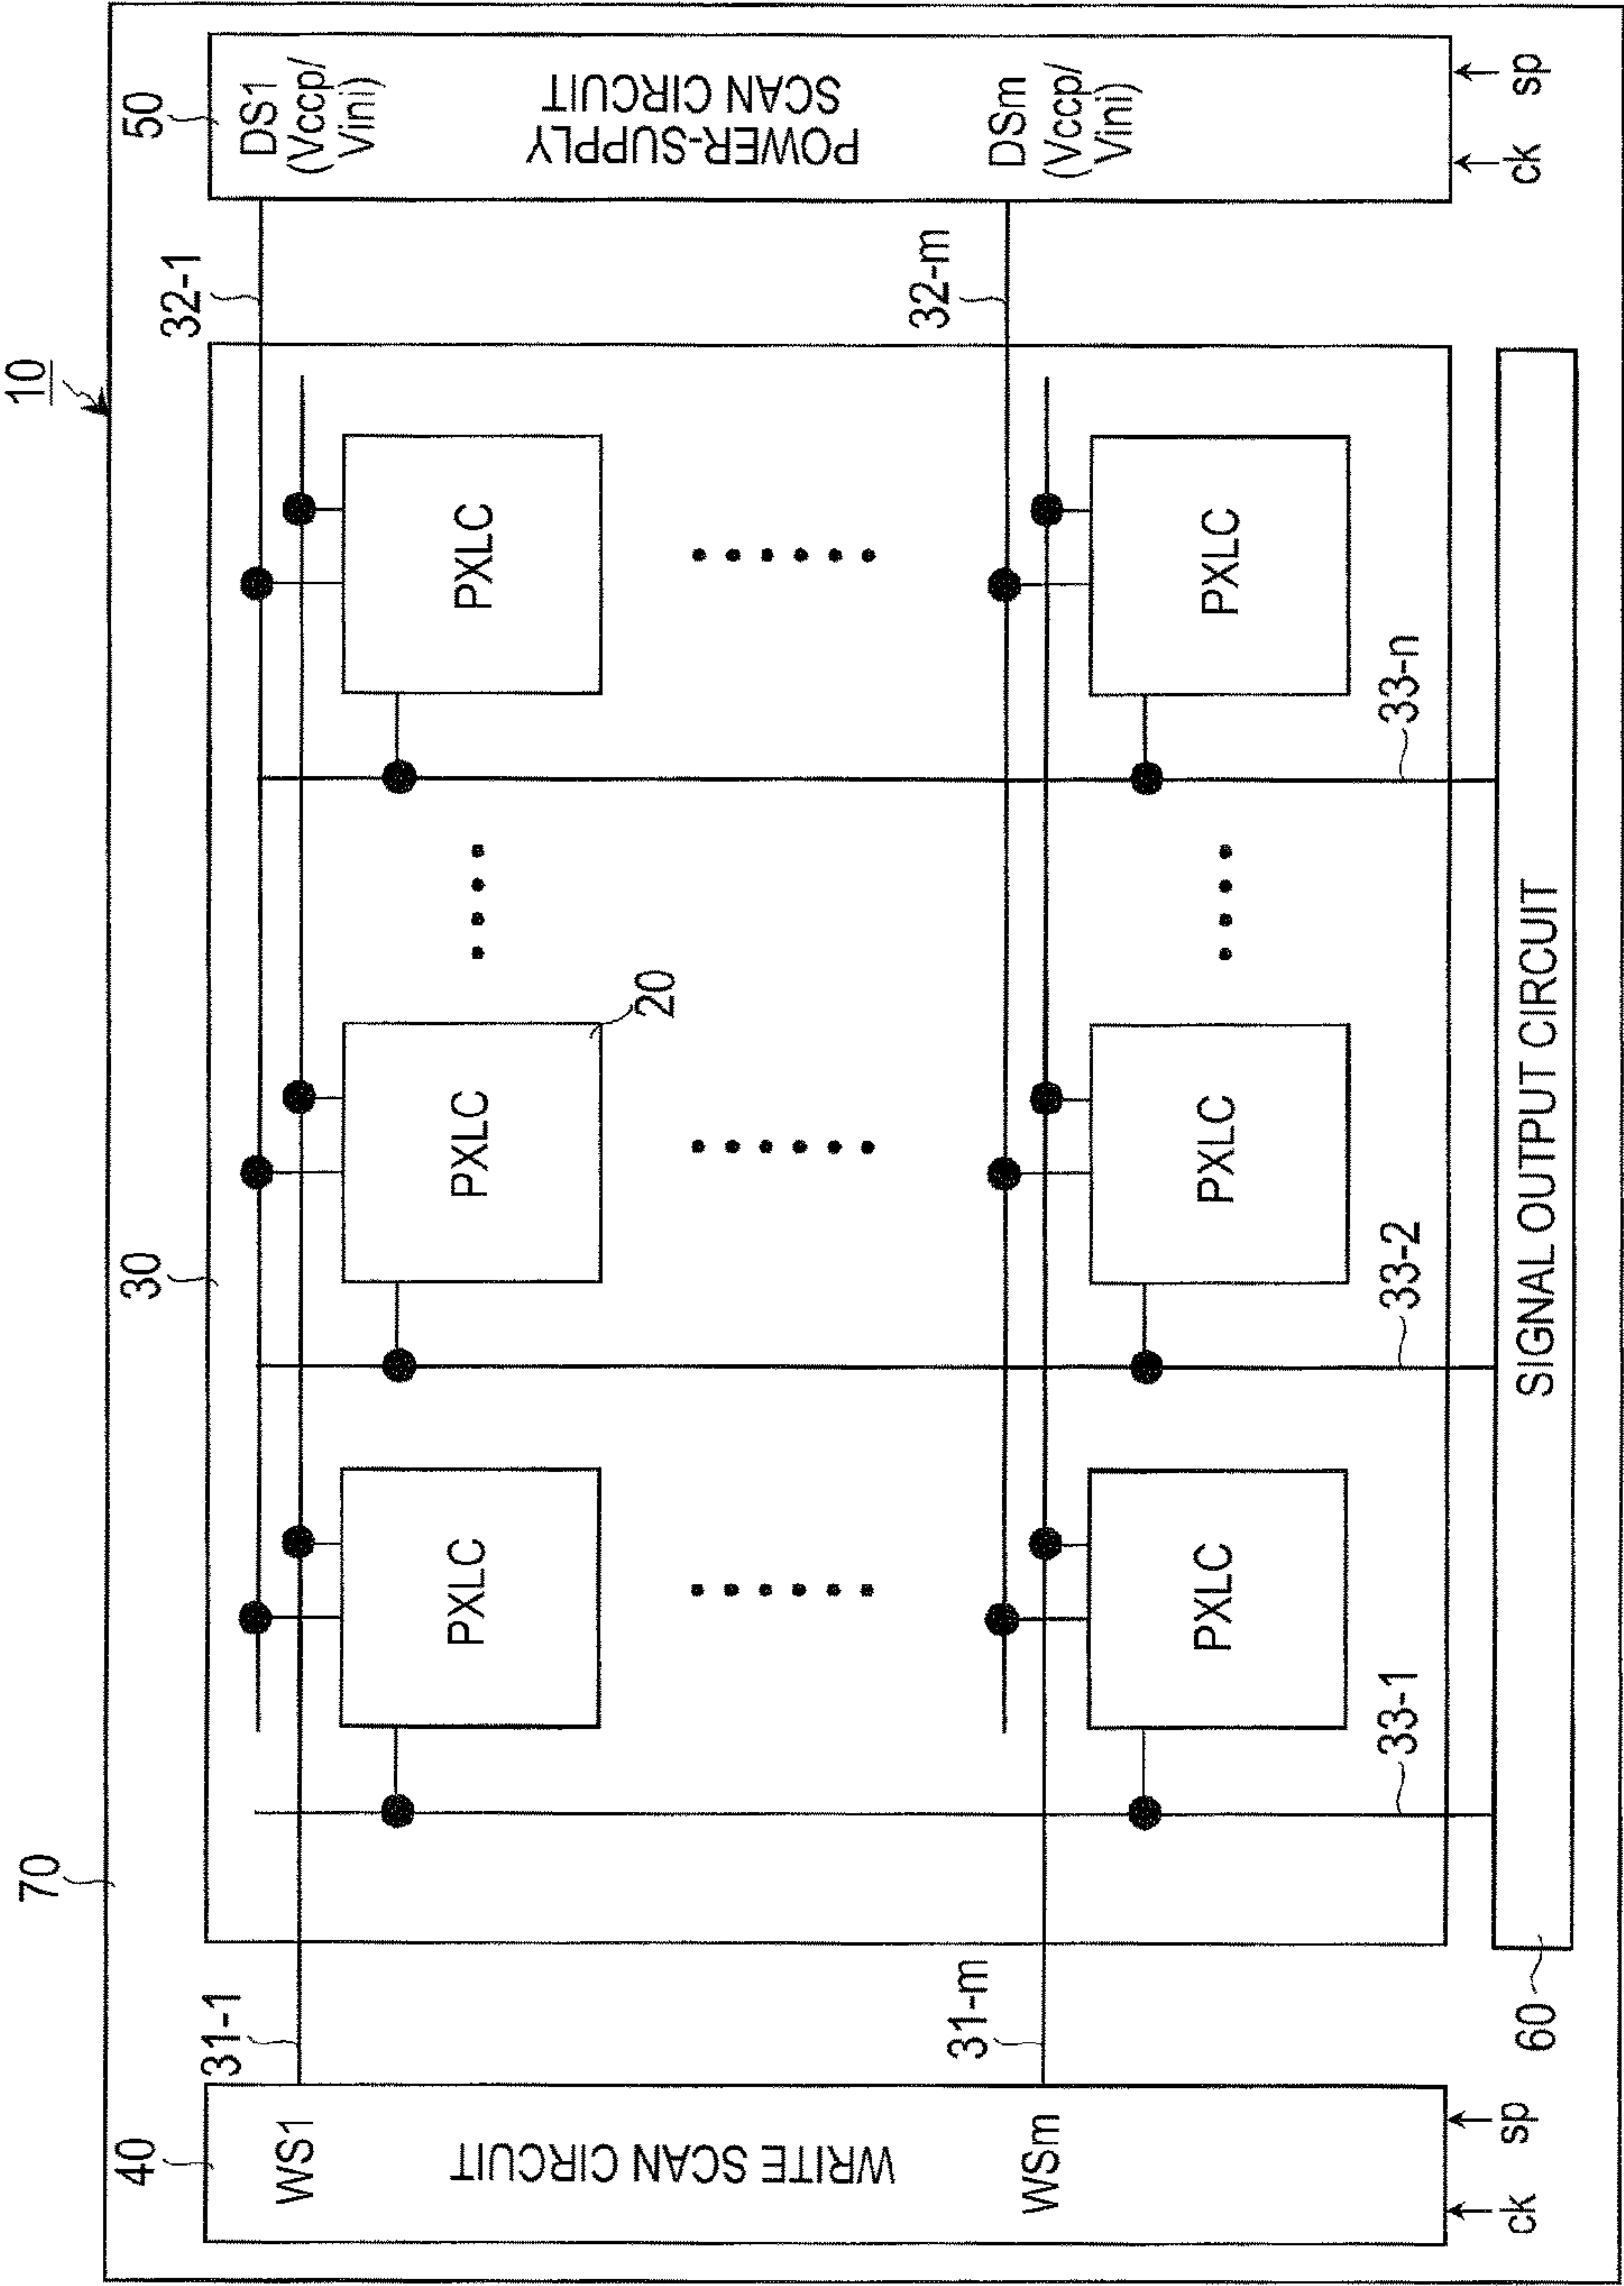 10
70
30
50
40
31-1
32-1
WS1
WRITE SCAN CIRCUIT
WSm
31-m
32-m
DS1
(Vccp/
Vini)
POWER-SUPPLY
SCAN CIRCUIT
DSm
(Vccp/
Vini)
PXLC
PXLC
PXLC
20
PXLC
PXLC
PXLC
33-1
33-2
33-n
ck
sp
60
SIGNAL OUTPUT CIRCUIT
ck
sp